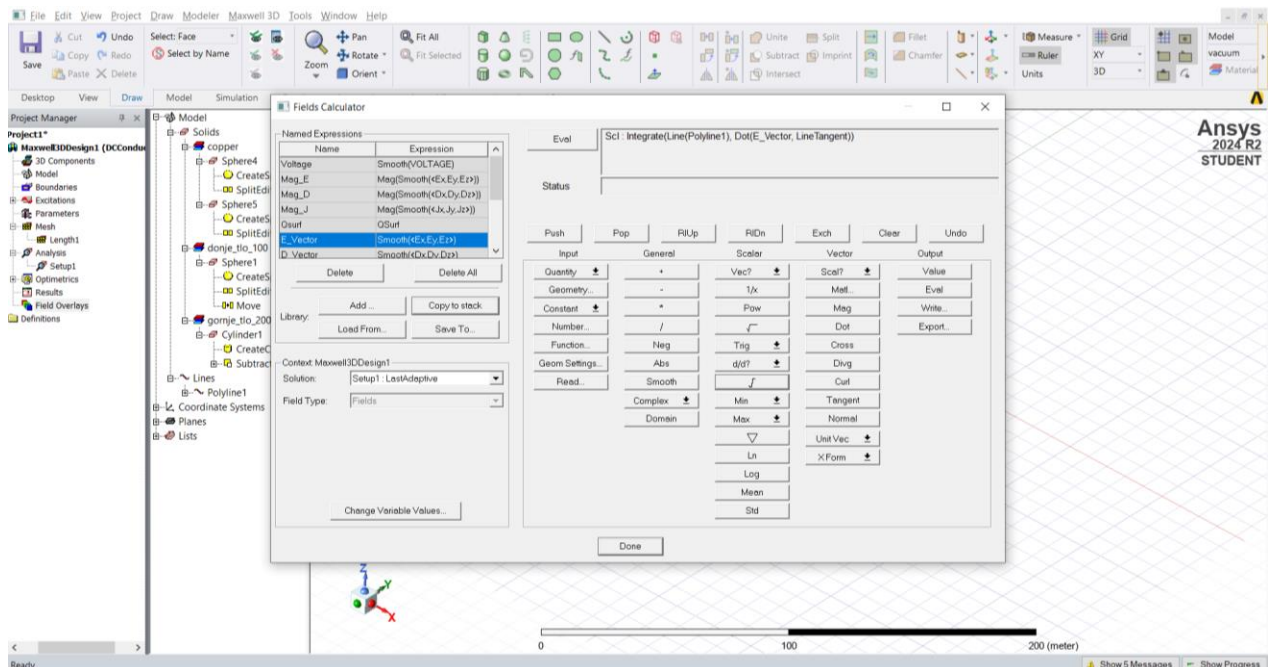 File Edit View Project Draw Modeler Maxwell 3D Tools Window Help
Save
Cut
Copy
Paste
Undo
Redo
Delete
Select: Face
Select by Name
Zoom
Pan
Rotate
Orient
Fit All
Fit Selected
Unite
Subtract
Intersect
Split
Imprint
Fillet
Chamfer
Measure
Ruler
Units
Grid
XY
3D
Model
vacuum
Material
Desktop View Draw Model Simulation
Project Manager
Project1*
Maxwell3DDesign1 (DCCondu
3D Components
Model
Boundaries
Excitations
Parameters
Mesh
Length1
Analysis
Setup1
Optimetrics
Results
Field Overlays
Definitions
Model
Solids
copper
Sphere4
CreateS
SplitEdi
Sphere5
CreateS
SplitEdi
donje_tlo_100
Sphere1
CreateS
SplitEdi
Move
gornje_tlo_200
Cylinder1
CreateC
Subtrac
Lines
Polyline1
Coordinate Systems
Planes
Lists
Fields Calculator
Named Expressions
Name Expression
Voltage Smooth(VOLTAGE)
Mag_E Mag(Smooth(<Ex,Ey,Ez>))
Mag_D Mag(Smooth(<Dx,Dy,Dz>))
Mag_J Mag(Smooth(<Jx,Jy,Jz>))
Qsurf QSurf
E_Vector Smooth(<Ex,Ey,Ez>)
D_Vector Smooth(<Dx,Dy,Dz>)
Delete Delete All
Library:
Add ... Copy to stack
Load From... Save To...
Context: Maxwell3DDesign1
Solution: Setup1 : LastAdaptive
Field Type: Fields
Change Variable Values...
Eval
Scl : Integrate(Line(Polyline1), Dot(E_Vector, LineTangent))
Status
Push Pop RlUp RlDn Exch Clear Undo
Input General Scalar Vector Output
Quantity + Vec? Scal? Value
Geometry... - 1/x Matl... Eval
Constant * Pow Mag Write...
Number... / √ Dot Export...
Function... Neg Trig Cross
Geom Settings... Abs d/d? Divg
Read... Smooth ∫ Curl
Complex Min Tangent
Domain Max Normal
▽ Unit Vec
Ln XForm
Log
Mean
Std
Done
Ansys
2024 R2
STUDENT
Z
Y
X
0 100 200 (meter)
Ready
Show 5 Messages Show Progress